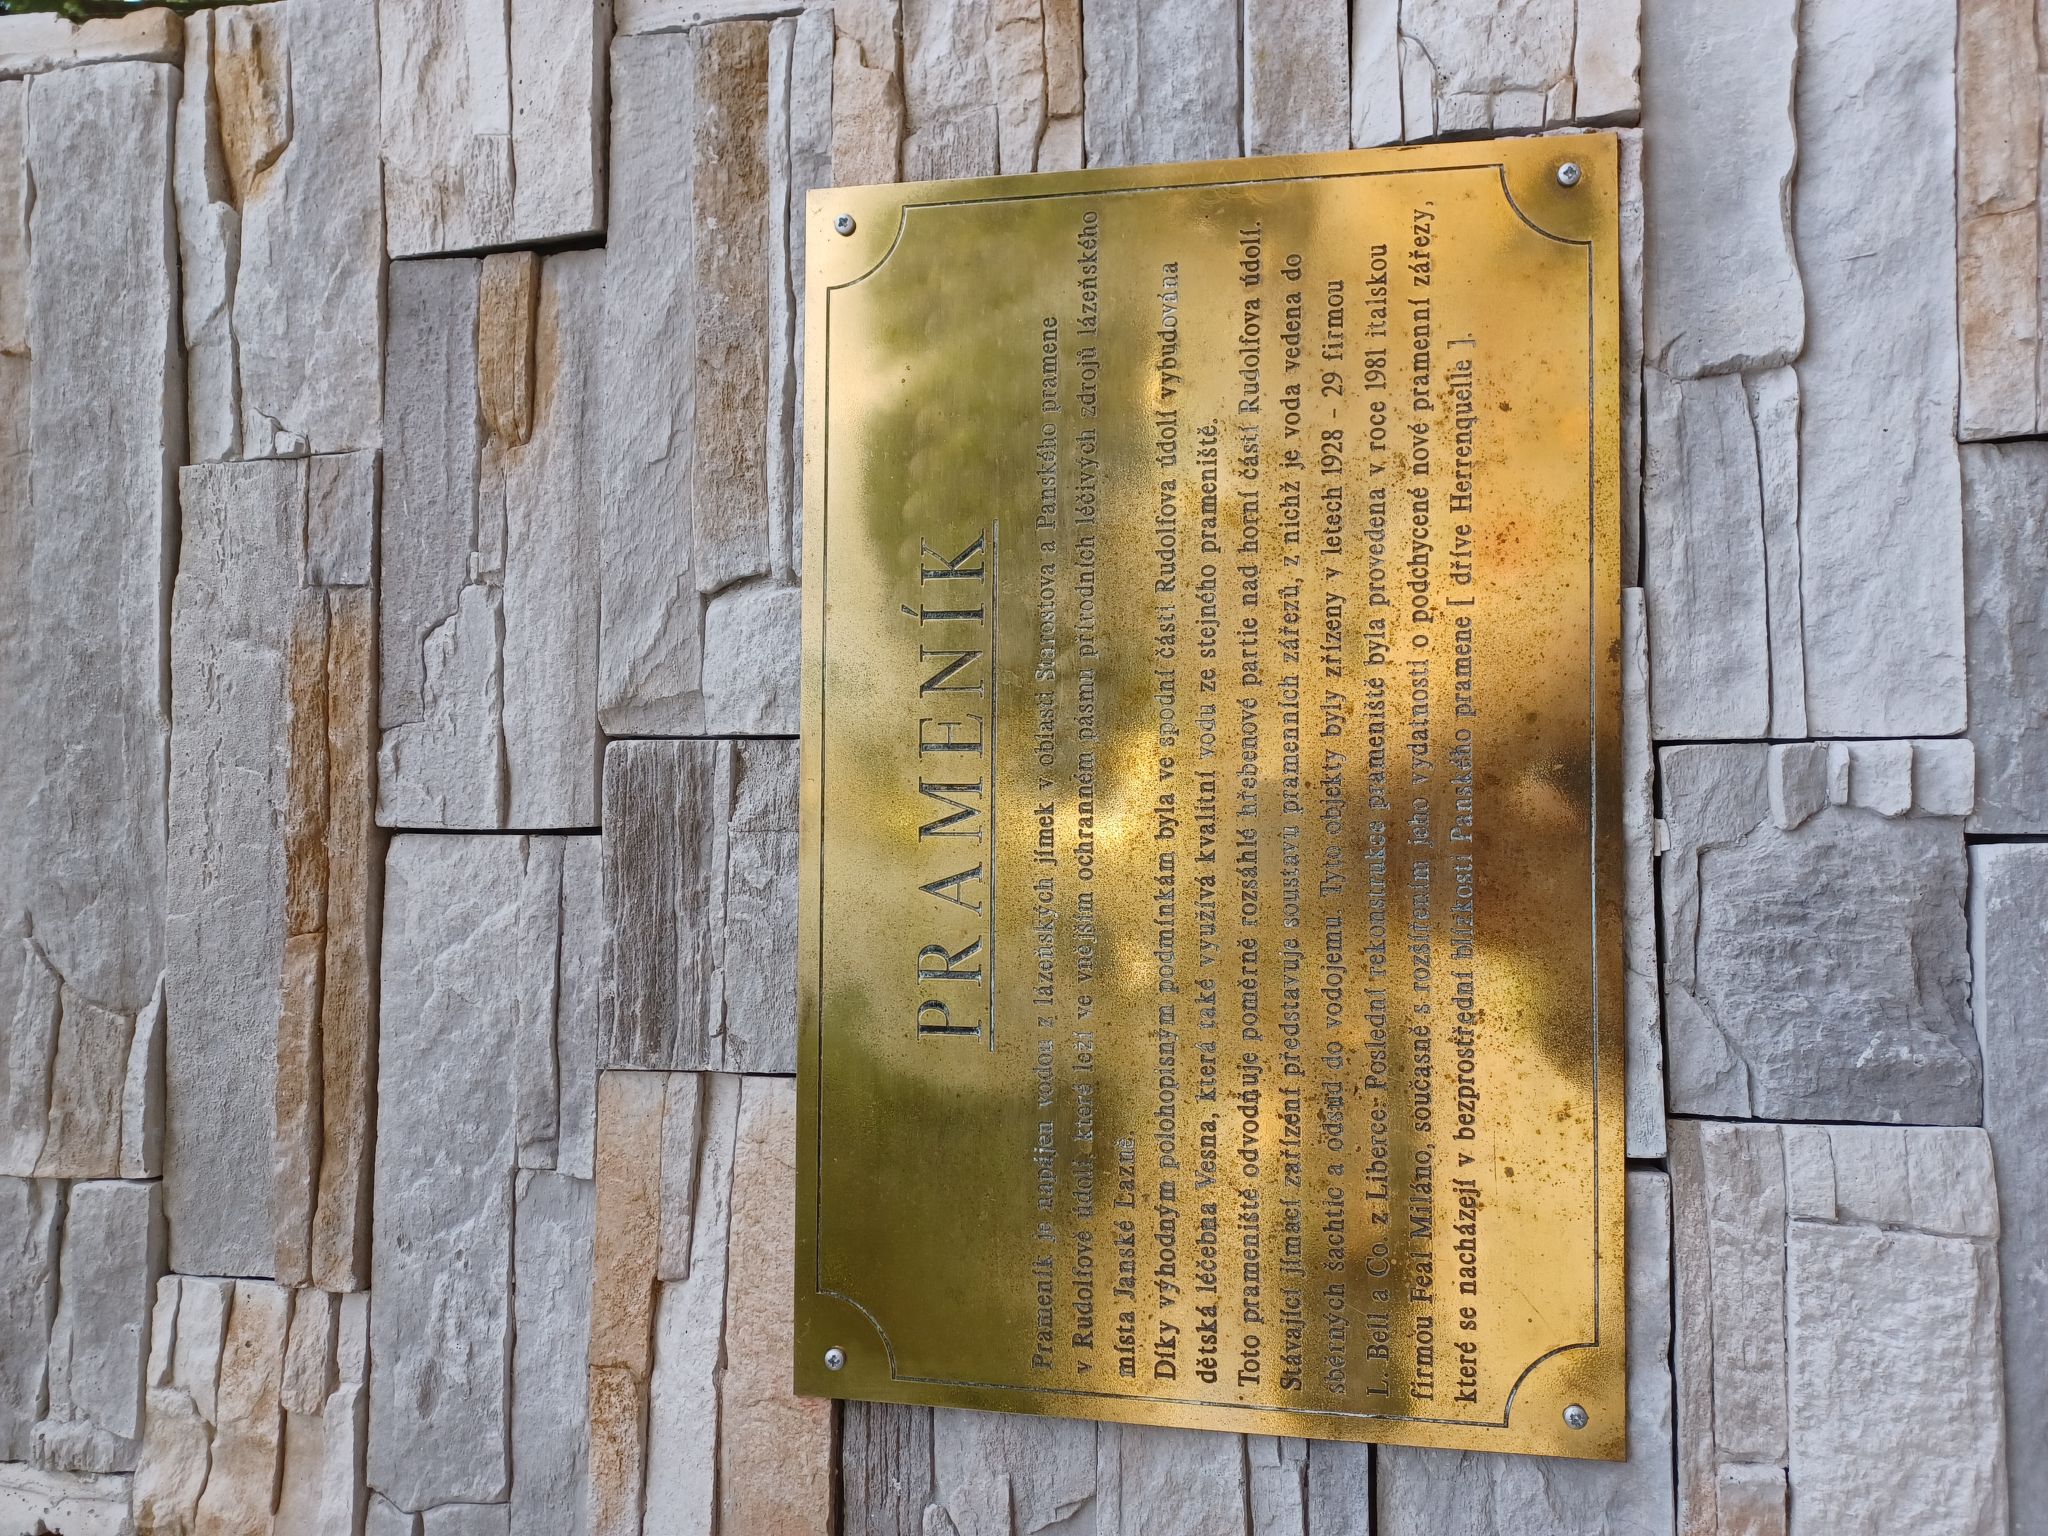 PRAMENÍK
Prameník je napájen vodou z lázeňských jímek v oblasti Starostova a Panského pramene
v Rudolfově údolí, které leží ve vnějším ochranném pásmu přírodních léčivých zdrojů lázeňského
místa Janské Lázně.
Díky výhodným polohopisným podmínkám byla ve spodní části Rudolfova údolí vybudována
dětská léčebna Vesna, která také využívá kvalitní vodu ze stejného prameniště.
Toto prameniště odvodňuje poměrně rozsáhlé hřebenové partie nad horní částí Rudolfova údolí.
Stávající jímací zařízení představuje soustavu pramenních zářezů, z nichž je voda vedena do
sběrných šachtic a odsud do vodojemu. Tyto objekty byly zřízeny v letech 1928 - 29 firmou
L. Bell a Co. z Liberce. Poslední rekonstrukce prameniště byla provedena v roce 1981 italskou
firmou Feal Miláno, současně s rozšířením jeho vydatnosti o podchycené nové pramenní zářezy,
které se nacházejí v bezprostřední blízkosti Panského pramene [ dříve Herrenquelle ].